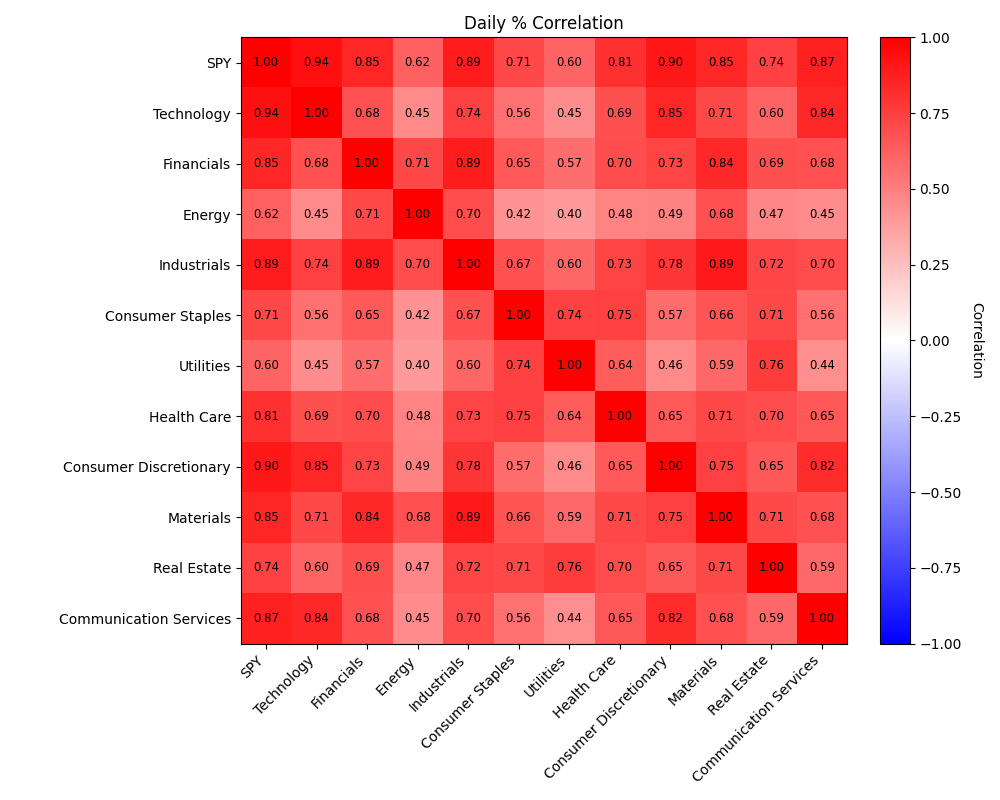 Daily % Correlation
SPY 1.00 0.94 0.85 0.62 0.89 0.71 0.60 0.81 0.90 0.85 0.74 0.87
Technology 0.94 1.00 0.68 0.45 0.74 0.56 0.45 0.69 0.85 0.71 0.60 0.84
Financials 0.85 0.68 1.00 0.71 0.89 0.65 0.57 0.70 0.73 0.84 0.69 0.68
Energy 0.62 0.45 0.71 1.00 0.70 0.42 0.40 0.48 0.49 0.68 0.47 0.45
Industrials 0.89 0.74 0.89 0.70 1.00 0.67 0.60 0.73 0.78 0.89 0.72 0.70
Consumer Staples 0.71 0.56 0.65 0.42 0.67 1.00 0.74 0.75 0.57 0.66 0.71 0.56
Utilities 0.60 0.45 0.57 0.40 0.60 0.74 1.00 0.64 0.46 0.59 0.76 0.44
Health Care 0.81 0.69 0.70 0.48 0.73 0.75 0.64 1.00 0.65 0.71 0.70 0.65
Consumer Discretionary 0.90 0.85 0.73 0.49 0.78 0.57 0.46 0.65 1.00 0.75 0.65 0.82
Materials 0.85 0.71 0.84 0.68 0.89 0.66 0.59 0.71 0.75 1.00 0.71 0.68
Real Estate 0.74 0.60 0.69 0.47 0.72 0.71 0.76 0.70 0.65 0.71 1.00 0.59
Communication Services 0.87 0.84 0.68 0.45 0.70 0.56 0.44 0.65 0.82 0.68 0.59 1.00
SPY
Technology
Financials
Energy
Industrials
Consumer Staples
Utilities
Health Care
Consumer Discretionary
Materials
Real Estate
Communication Services
1.00
0.75
0.50
0.25
0.00
−0.25
−0.50
−0.75
−1.00
Correlation